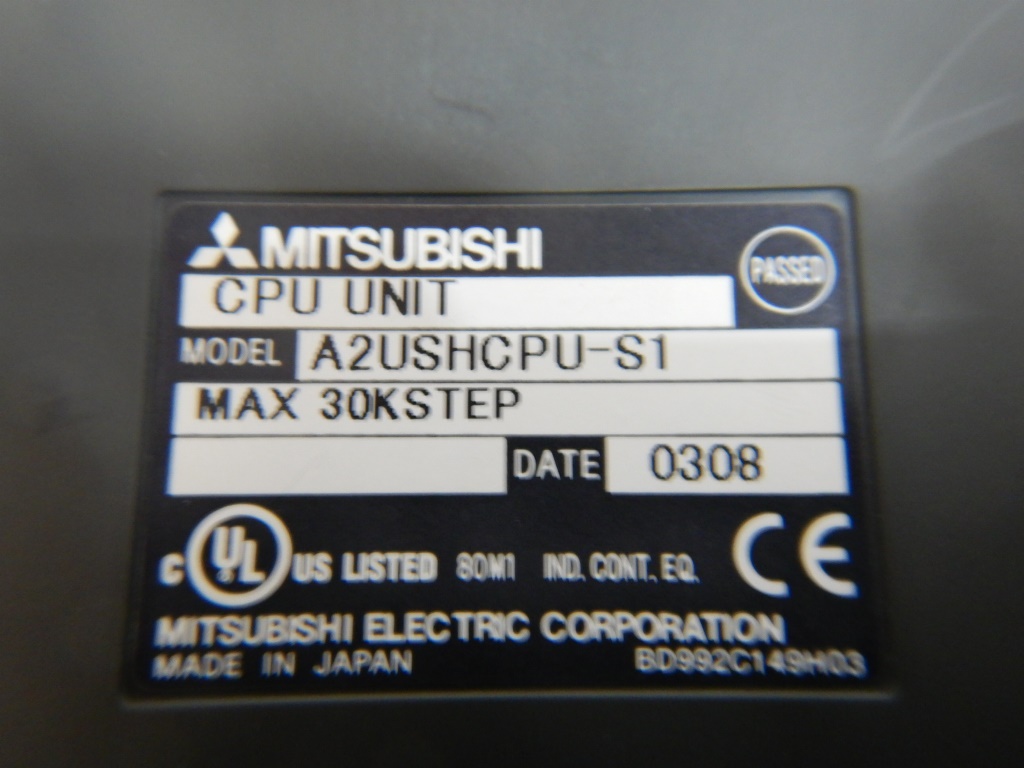 MITSUBISHI
PASSED
CPU UNIT
MODEL A2USHCPU-S1
MAX 30KSTEP
DATE 0308
C UL US LISTED 80M1 IND. CONT. EQ. CE
MITSUBISHI ELECTRIC CORPORATION
MADE IN JAPAN BD992C149H03